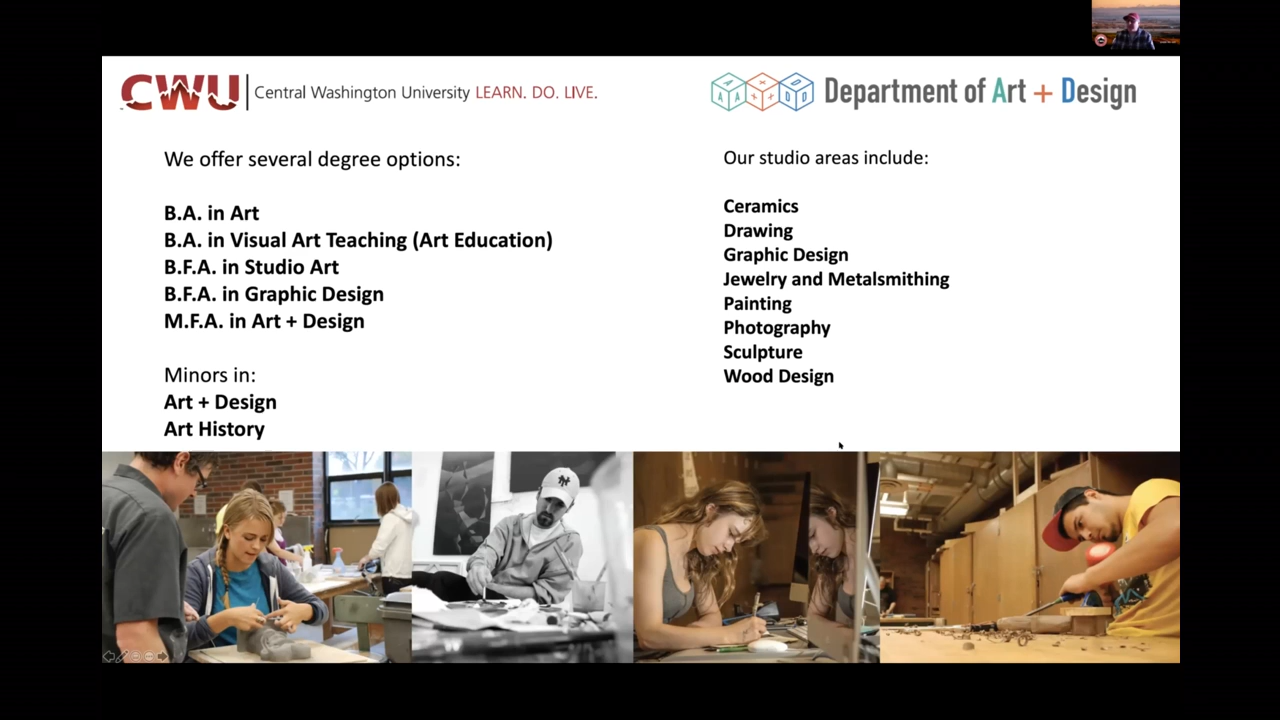 CWU | Central Washington University LEARN. DO. LIVE.
Department of Art + Design
We offer several degree options:
B.A. in Art
B.A. in Visual Art Teaching (Art Education)
B.F.A. in Studio Art
B.F.A. in Graphic Design
M.F.A. in Art + Design
Minors in:
Art + Design
Art History
Our studio areas include:
Ceramics
Drawing
Graphic Design
Jewelry and Metalsmithing
Painting
Photography
Sculpture
Wood Design